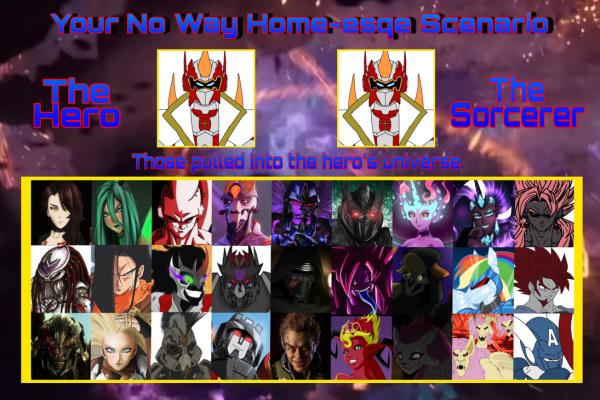 Your No Way Home-esqe Scenario
The
Hero
The
Sorcerer
Those pulled into the hero's universe
A